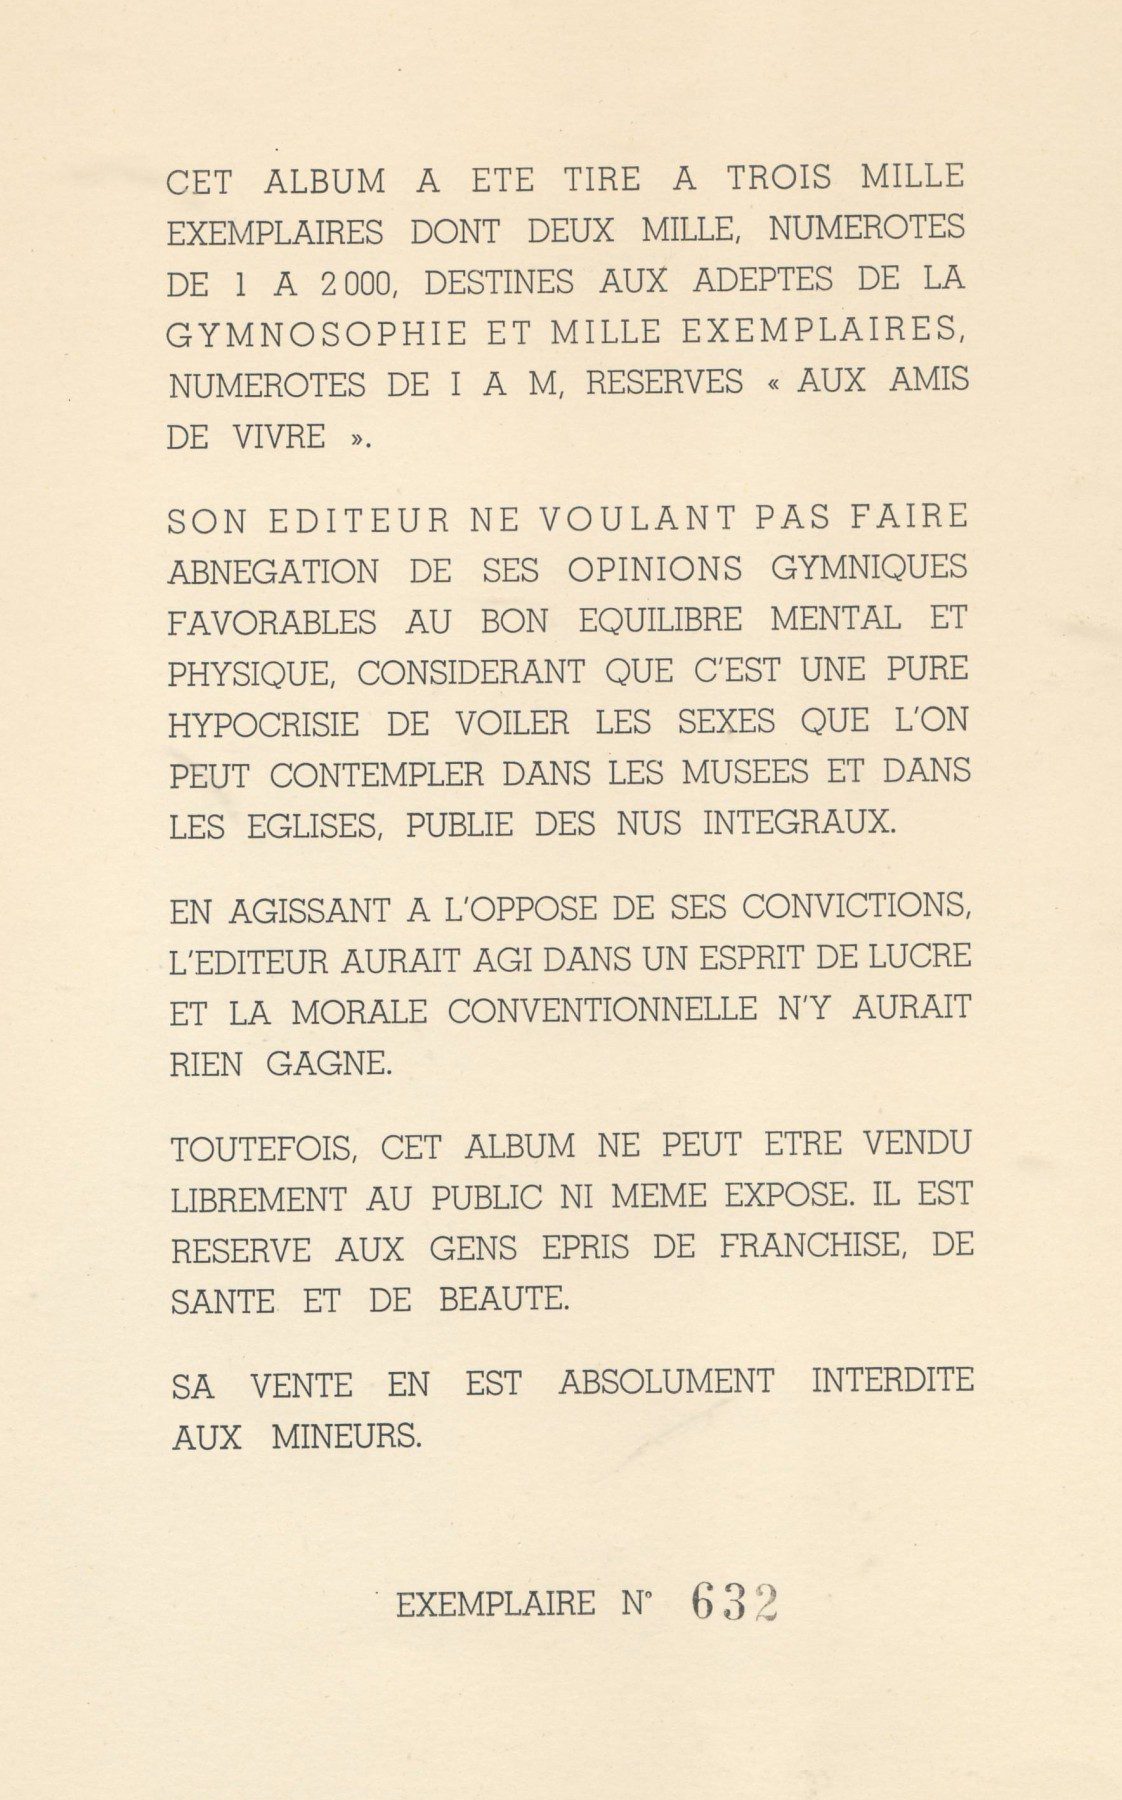 CET ALBUM A ETE TIRE A TROIS MILLE
EXEMPLAIRES DONT DEUX MILLE, NUMEROTES
DE 1 A 2000, DESTINES AUX ADEPTES DE LA
GYMNOSOPHIE ET MILLE EXEMPLAIRES,
NUMEROTES DE I A M, RESERVES « AUX AMIS
DE VIVRE ».
SON EDITEUR NE VOULANT PAS FAIRE
ABNEGATION DE SES OPINIONS GYMNIQUES
FAVORABLES AU BON EQUILIBRE MENTAL ET
PHYSIQUE, CONSIDERANT QUE C'EST UNE PURE
HYPOCRISIE DE VOILER LES SEXES QUE L'ON
PEUT CONTEMPLER DANS LES MUSEES ET DANS
LES EGLISES, PUBLIE DES NUS INTEGRAUX.
EN AGISSANT A L'OPPOSE DE SES CONVICTIONS,
L'EDITEUR AURAIT AGI DANS UN ESPRIT DE LUCRE
ET LA MORALE CONVENTIONNELLE N'Y AURAIT
RIEN GAGNE.
TOUTEFOIS, CET ALBUM NE PEUT ETRE VENDU
LIBREMENT AU PUBLIC NI MEME EXPOSE. IL EST
RESERVE AUX GENS EPRIS DE FRANCHISE, DE
SANTE ET DE BEAUTE.
SA VENTE EN EST ABSOLUMENT INTERDITE
AUX MINEURS.
EXEMPLAIRE N° 632